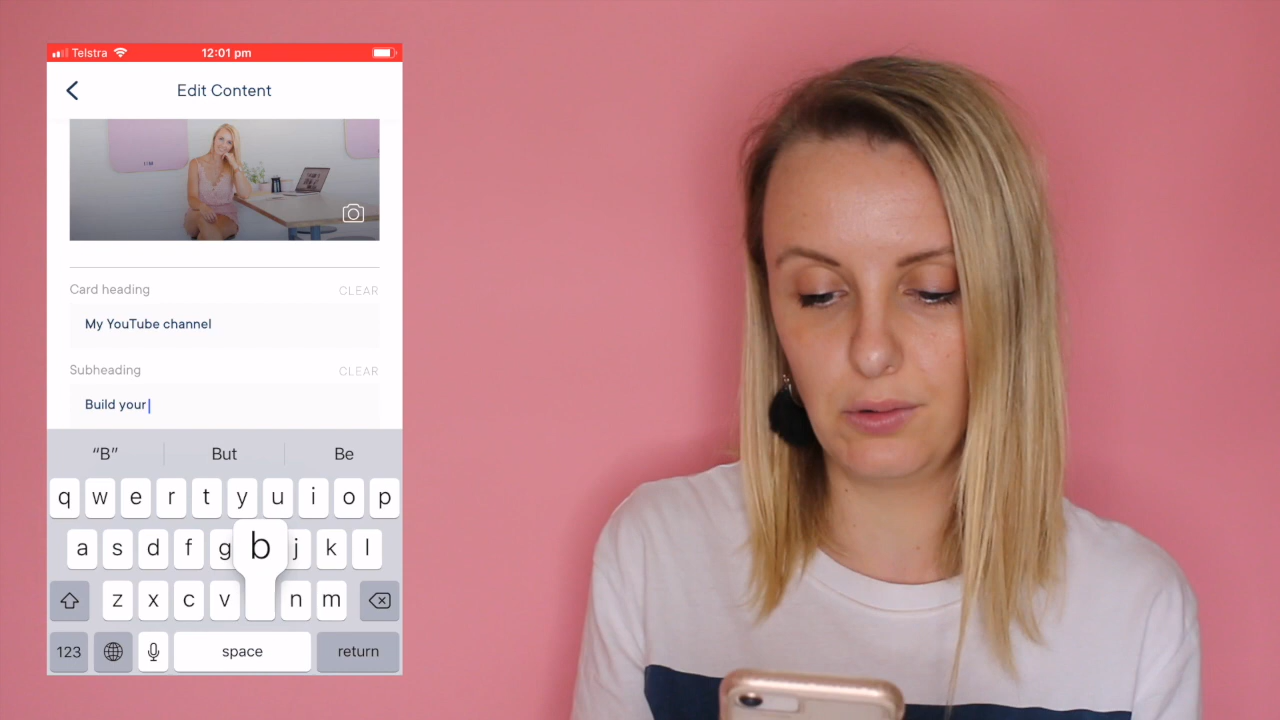 Telstra 12:01 pm
Edit Content
Card heading CLEAR
My YouTube channel
Subheading CLEAR
Build your
“B” But Be
q w e r t y u i o p
a s d f g b j k l
z x c v n m
123 space return